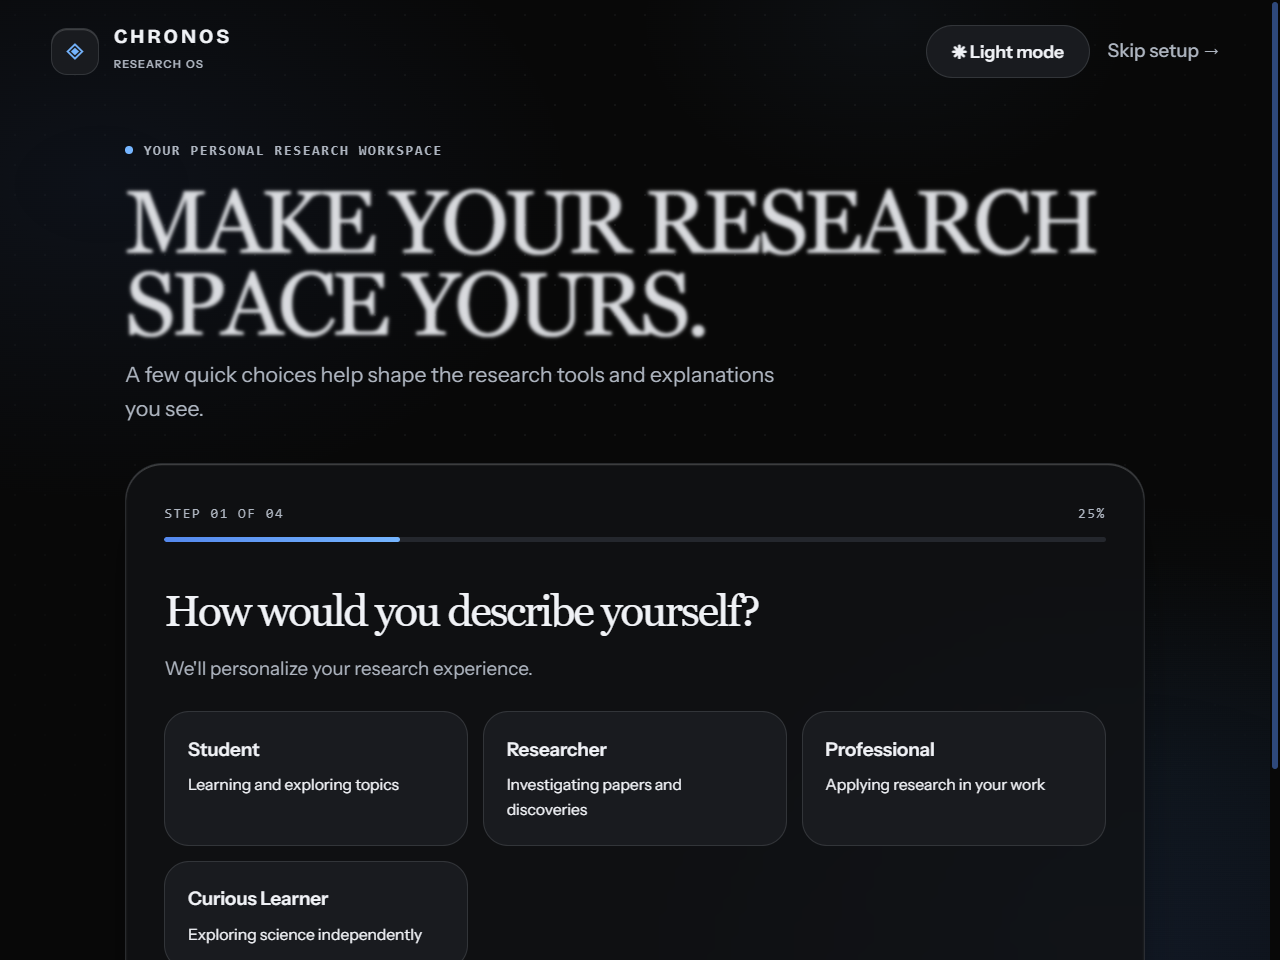 CHRONOS
RESEARCH OS
Light mode
Skip setup →
YOUR PERSONAL RESEARCH WORKSPACE
MAKE YOUR RESEARCH
SPACE YOURS.
A few quick choices help shape the research tools and explanations
you see.
STEP 01 OF 04
25%
How would you describe yourself?
We'll personalize your research experience.
Student
Learning and exploring topics
Researcher
Investigating papers and
discoveries
Professional
Applying research in your work
Curious Learner
Exploring science independently